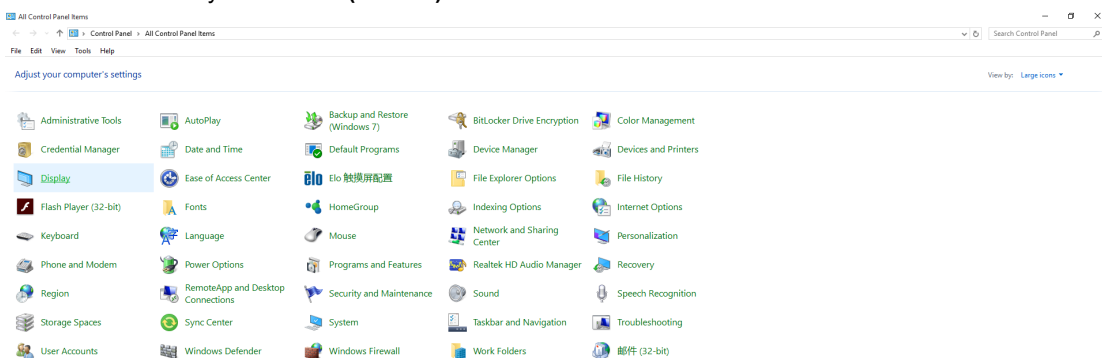 All Control Panel Items
Control Panel > All Control Panel Items
Search Control Panel
File Edit View Tools Help
Adjust your computer's settings
View by: Large icons
Administrative Tools
AutoPlay
Backup and Restore
(Windows 7)
BitLocker Drive Encryption
Color Management
Credential Manager
Date and Time
Default Programs
Device Manager
Devices and Printers
Display
Ease of Access Center
elo Elo 触摸屏配置
File Explorer Options
File History
Flash Player (32-bit)
Fonts
HomeGroup
Indexing Options
Internet Options
Keyboard
Language
Mouse
Network and Sharing
Center
Personalization
Phone and Modem
Power Options
Programs and Features
Realtek HD Audio Manager
Recovery
Region
RemoteApp and Desktop
Connections
Security and Maintenance
Sound
Speech Recognition
Storage Spaces
Sync Center
System
Taskbar and Navigation
Troubleshooting
User Accounts
Windows Defender
Windows Firewall
Work Folders
邮件 (32-bit)